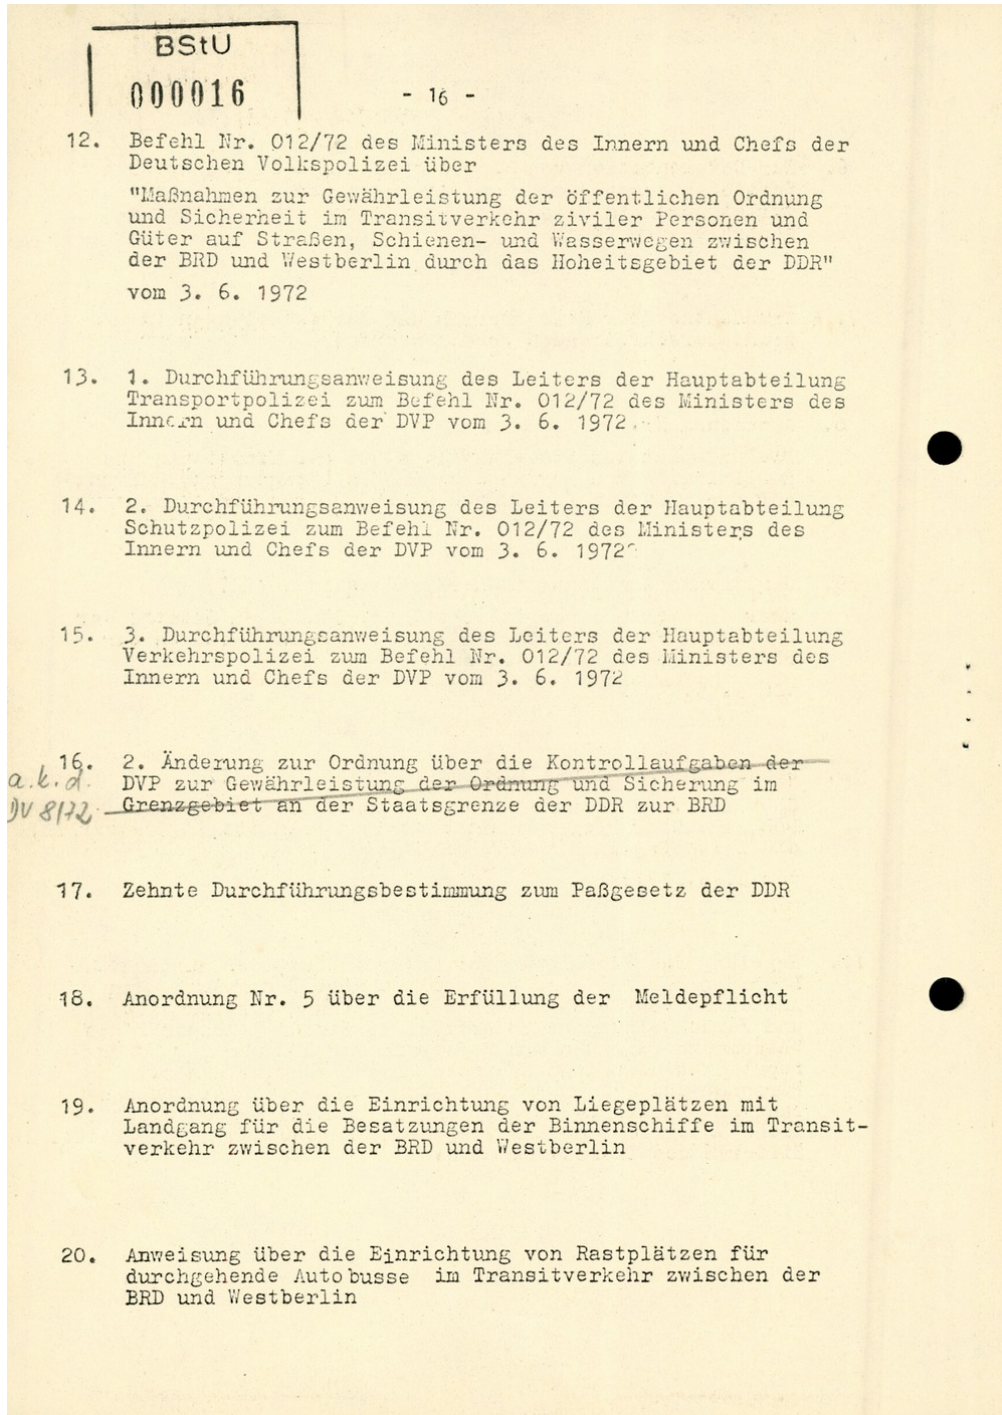 BStU
000016
- 16 -
12. Befehl Nr. 012/72 des Ministers des Innern und Chefs der
Deutschen Volkspolizei über
"Maßnahmen zur Gewährleistung der öffentlichen Ordnung
und Sicherheit im Transitverkehr ziviler Personen und
Güter auf Straßen, Schienen- und Wasserwegen zwischen
der BRD und Westberlin durch das Hoheitsgebiet der DDR"
vom 3. 6. 1972
13. 1. Durchführungsanweisung des Leiters der Hauptabteilung
Transportpolizei zum Befehl Nr. 012/72 des Ministers des
Innern und Chefs der DVP vom 3. 6. 1972
14. 2. Durchführungsanweisung des Leiters der Hauptabteilung
Schutzpolizei zum Befehl Nr. 012/72 des Ministers des
Innern und Chefs der DVP vom 3. 6. 1972
15. 3. Durchführungsanweisung des Leiters der Hauptabteilung
Verkehrspolizei zum Befehl Nr. 012/72 des Ministers des
Innern und Chefs der DVP vom 3. 6. 1972
16. 2. Änderung zur Ordnung über die Kontrollaufgaben der
a.k.d. DVP zur Gewährleistung der Ordnung und Sicherung im
DV 8/72 Grenzgebiet an der Staatsgrenze der DDR zur BRD
17. Zehnte Durchführungsbestimmung zum Paßgesetz der DDR
18. Anordnung Nr. 5 über die Erfüllung der Meldepflicht
19. Anordnung über die Einrichtung von Liegeplätzen mit
Landgang für die Besatzungen der Binnenschiffe im Transit-
verkehr zwischen der BRD und Westberlin
20. Anweisung über die Einrichtung von Rastplätzen für
durchgehende Autobusse im Transitverkehr zwischen der
BRD und Westberlin